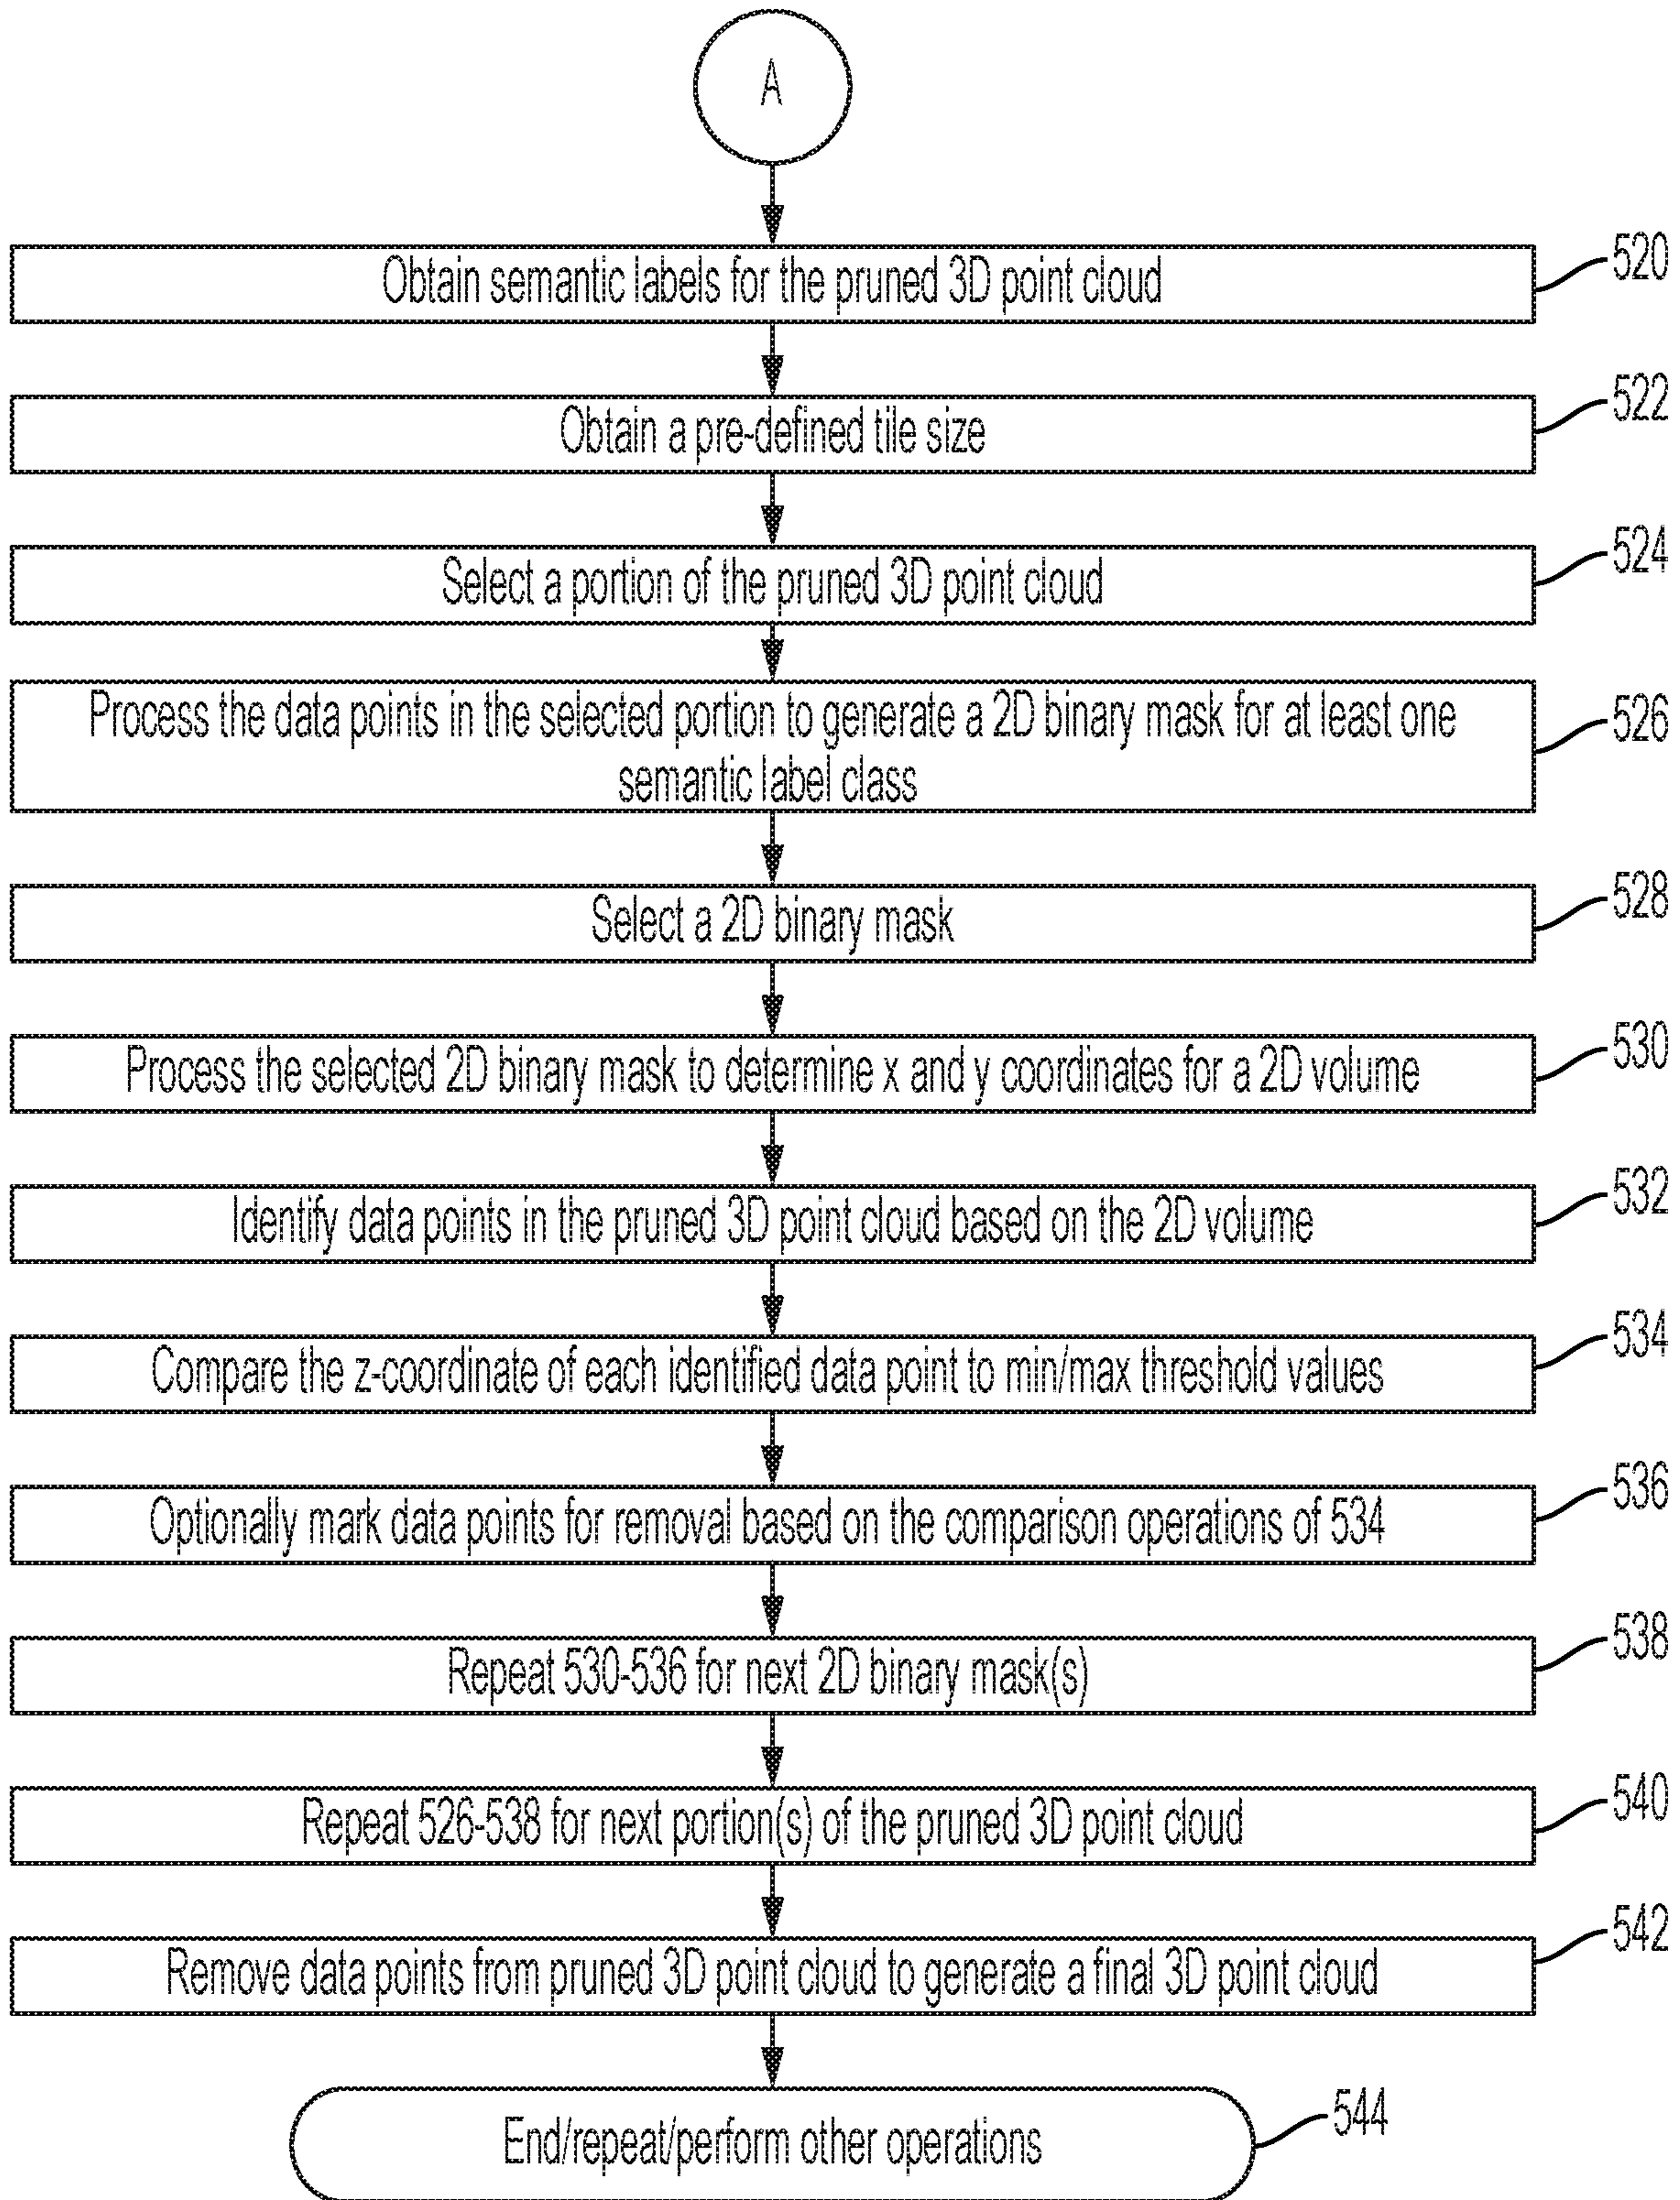 A
Obtain semantic labels for the pruned 3D point cloud
520
Obtain a pre-defined tile size
522
Select a portion of the pruned 3D point cloud
524
Process the data points in the selected portion to generate a 2D binary mask for at least one
semantic label class
526
Select a 2D binary mask
528
Process the selected 2D binary mask to determine x and y coordinates for a 2D volume
530
Identify data points in the pruned 3D point cloud based on the 2D volume
532
Compare the z-coordinate of each identified data point to min/max threshold values
534
Optionally mark data points for removal based on the comparison operations of 534
536
Repeat 530-536 for next 2D binary mask(s)
538
Repeat 526-538 for next portion(s) of the pruned 3D point cloud
540
Remove data points from pruned 3D point cloud to generate a final 3D point cloud
542
End/repeat/perform other operations
544